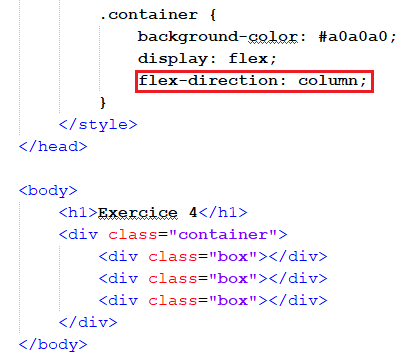 .container {
background-color: #a0a0a0;
display: flex;
flex-direction: column;
}
</style>
</head>
<body>
<h1>Exercice 4</h1>
<div class="container">
<div class="box"></div>
<div class="box"></div>
<div class="box"></div>
</div>
</body>